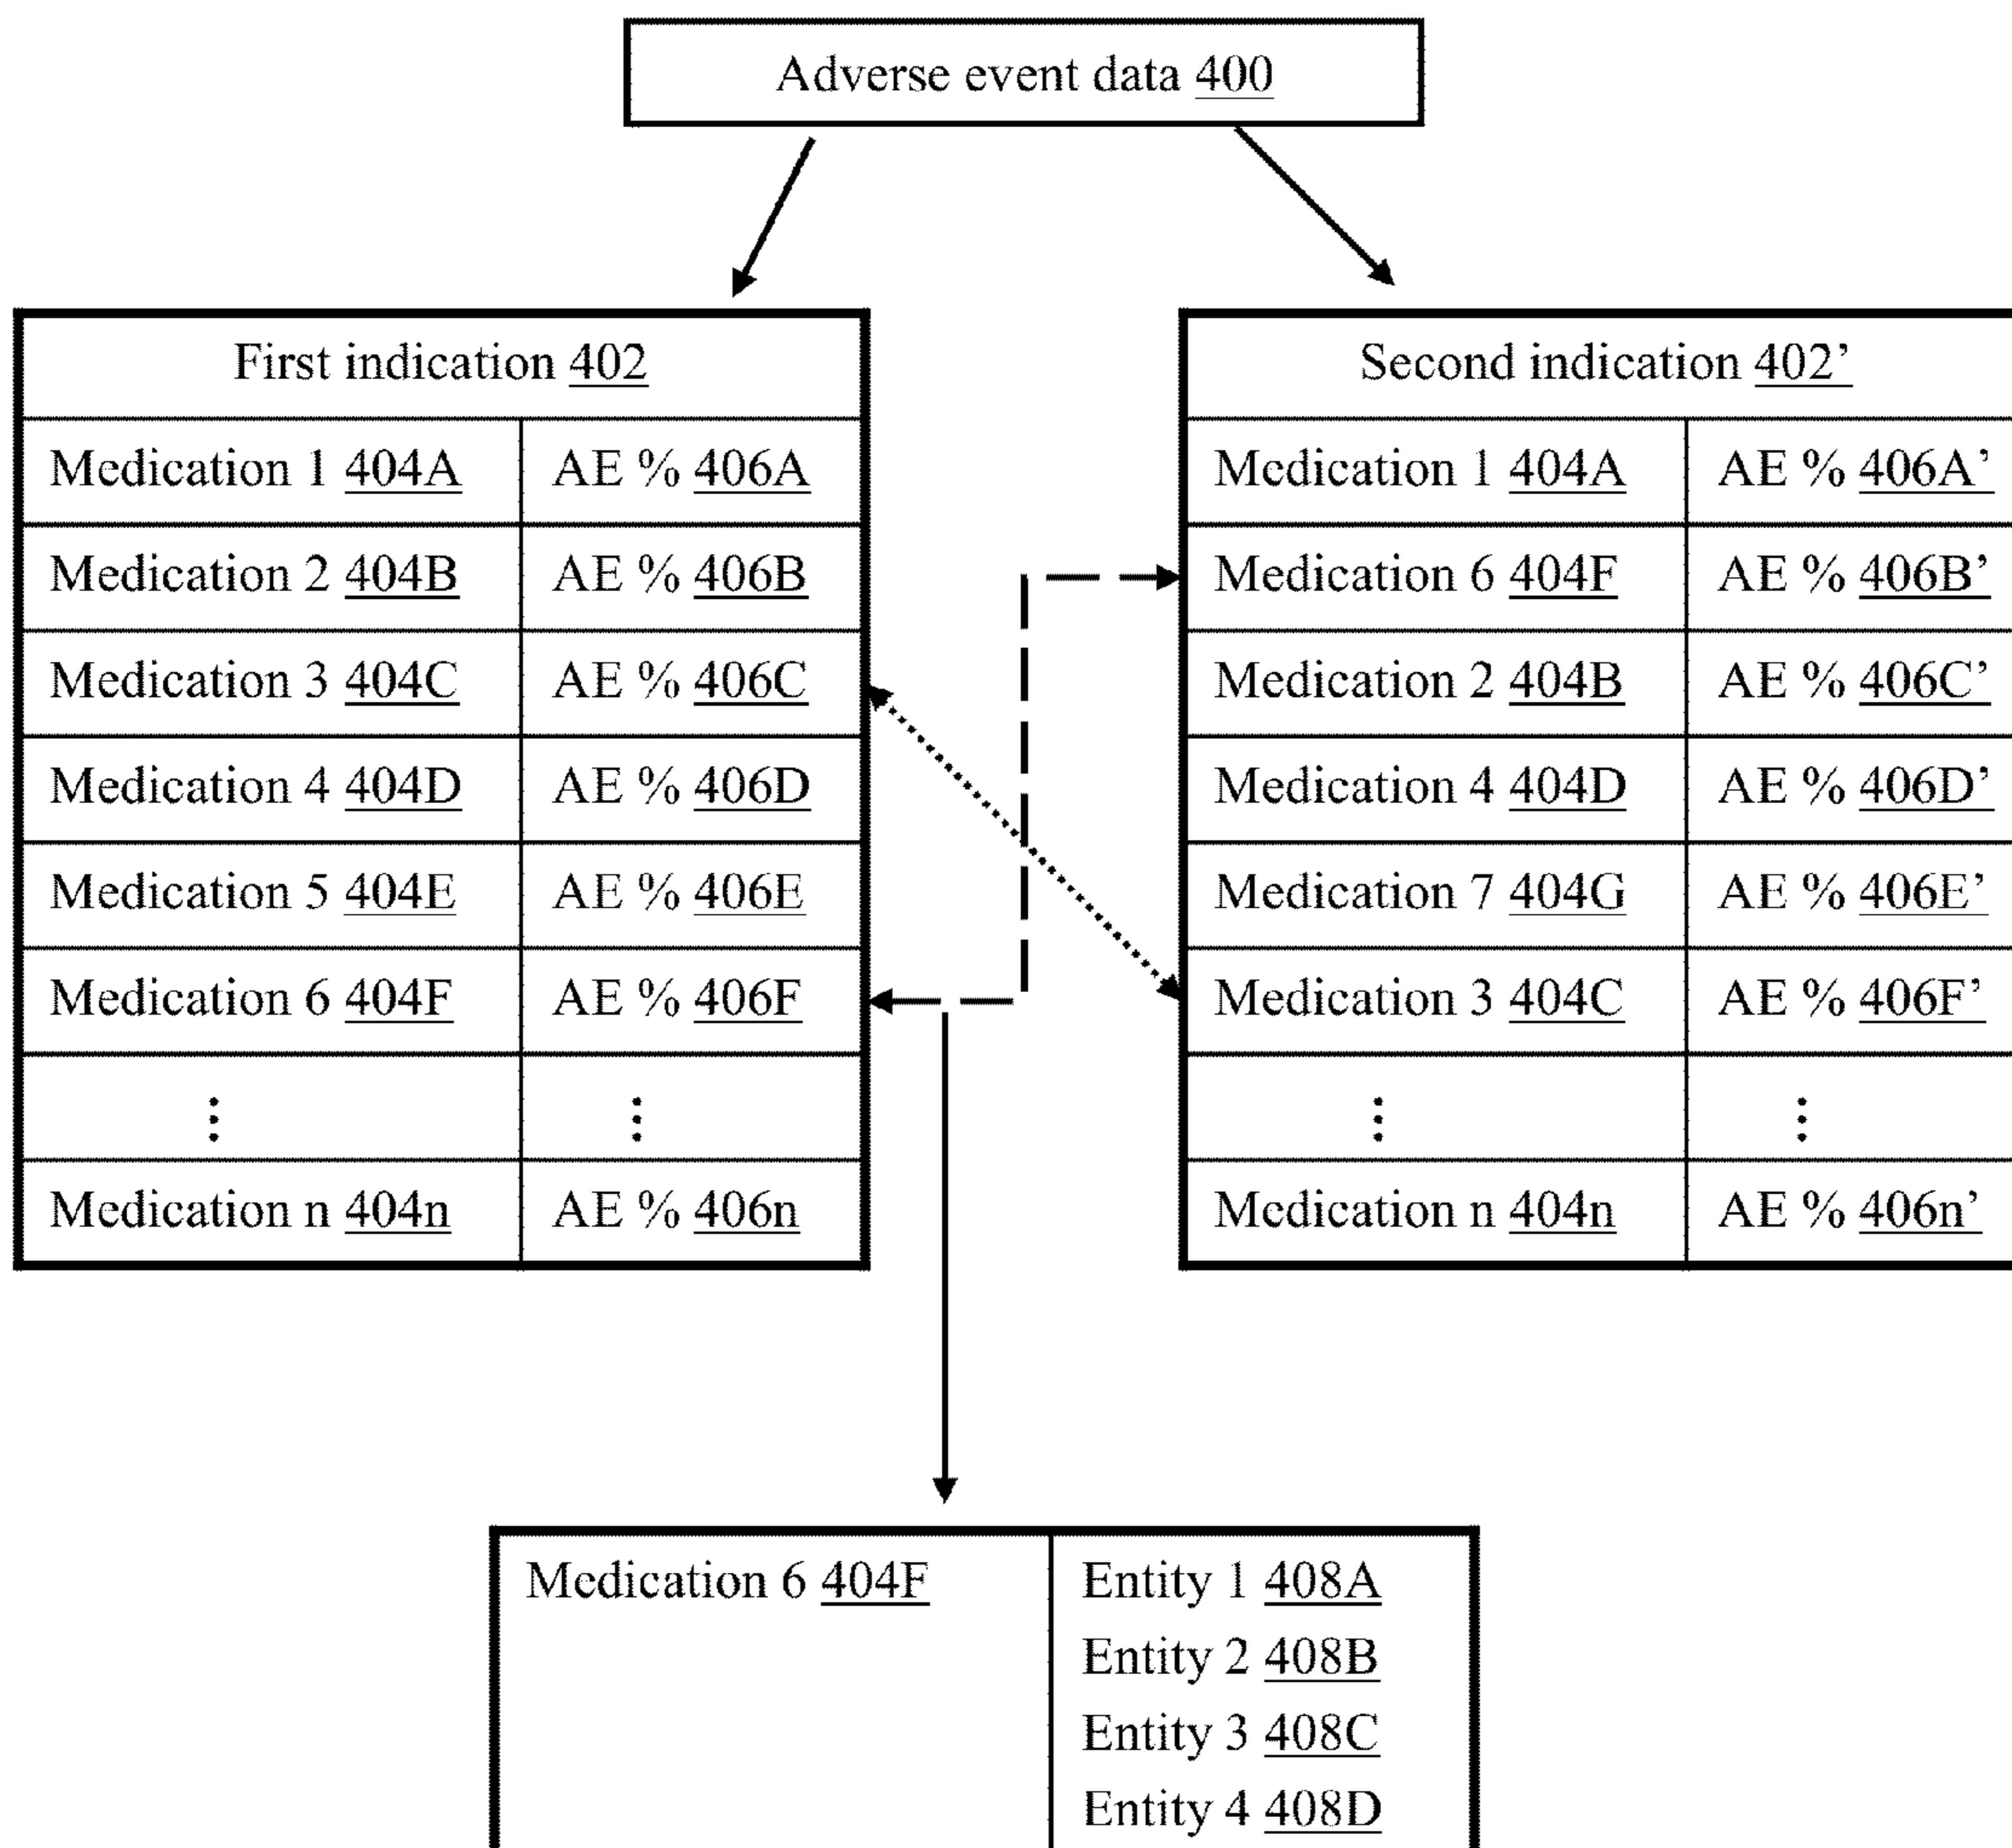 Adverse event data 400
First indication 402
Medication 1 404A AE % 406A
Medication 2 404B AE % 406B
Medication 3 404C AE % 406C
Medication 4 404D AE % 406D
Medication 5 404E AE % 406E
Medication 6 404F AE % 406F
⋮ ⋮
Medication n 404n AE % 406n
Second indication 402’
Medication 1 404A AE % 406A’
Medication 6 404F AE % 406B’
Medication 2 404B AE % 406C’
Medication 4 404D AE % 406D’
Medication 7 404G AE % 406E’
Medication 3 404C AE % 406F’
⋮ ⋮
Medication n 404n AE % 406n’
Medication 6 404F Entity 1 408A
Entity 2 408B
Entity 3 408C
Entity 4 408D